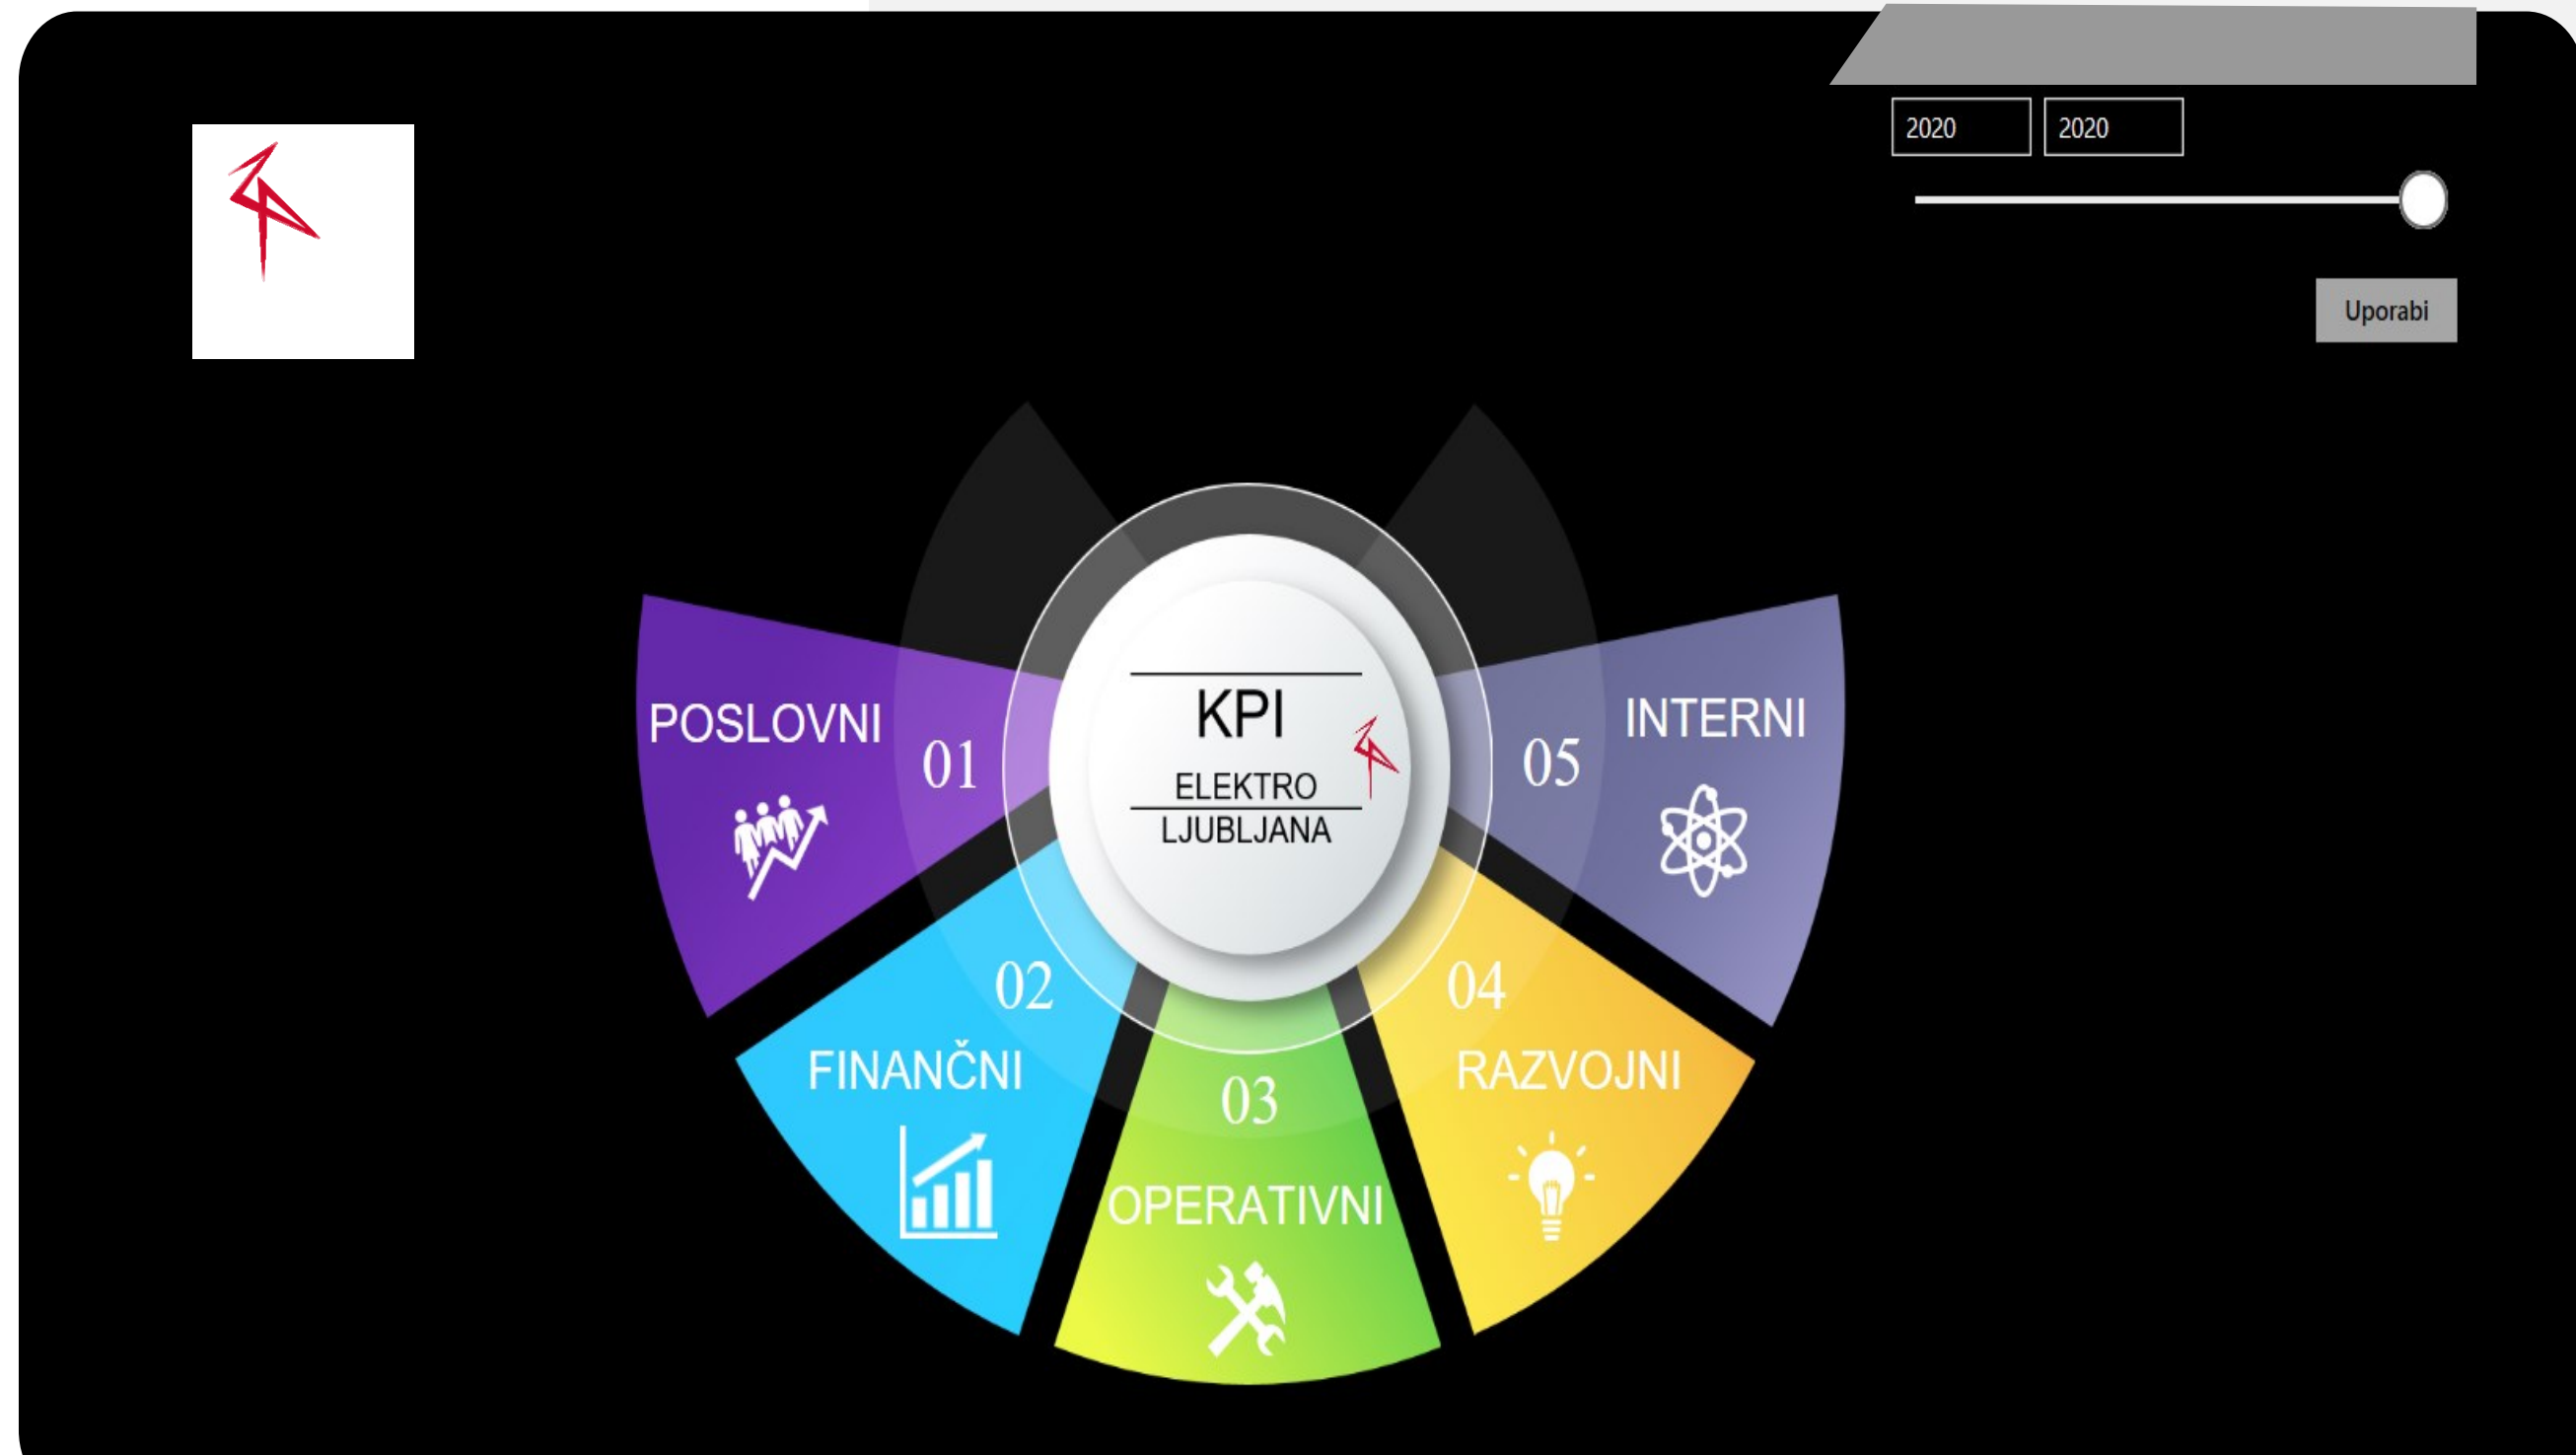 2020
2020
Uporabi
KPI
ELEKTRO
LJUBLJANA
POSLOVNI
01
02
FINANČNI
03
OPERATIVNI
04
RAZVOJNI
05
INTERNI